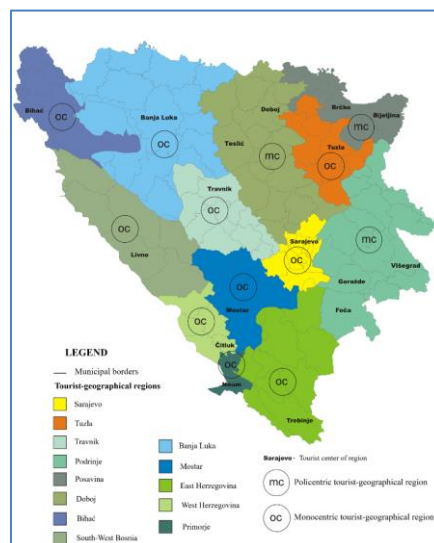 Bihać
oc
Banja Luka
oc
Doboj
Brčko
Bijeljina
mc
Teslić
mc
Tuzla
oc
Travnik
oc
oc
Livno
Sarajevo
oc
mc
Višegrad
Goražde
Foča
oc
Mostar
oc
Čitluk
oc
Neum
oc
Trebinje
LEGEND
Municipal borders
Tourist-geographical regions
Sarajevo
Tuzla
Travnik
Podrinje
Posavina
Doboj
Bihać
South-West Bosnia
Banja Luka
Mostar
East Herzegovina
West Herzegovina
Primorje
Sarajevo - Tourist center of region
mc Policentric tourist-geographical region
oc Monocentric tourist-geographical region